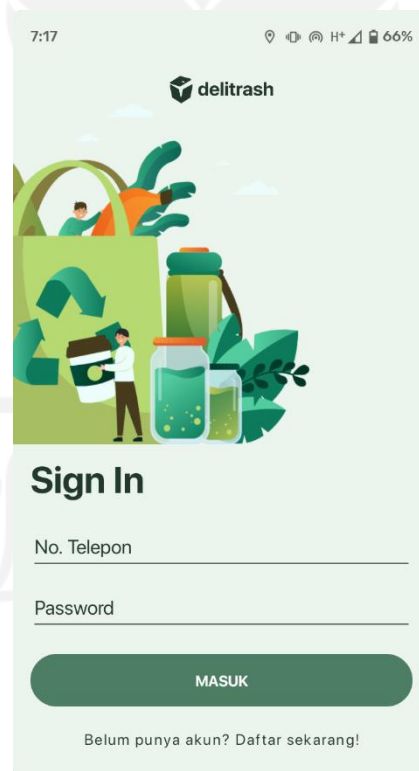 7:17 H+ 66%
delitrash
Sign In
No. Telepon
Password
MASUK
Belum punya akun? Daftar sekarang!